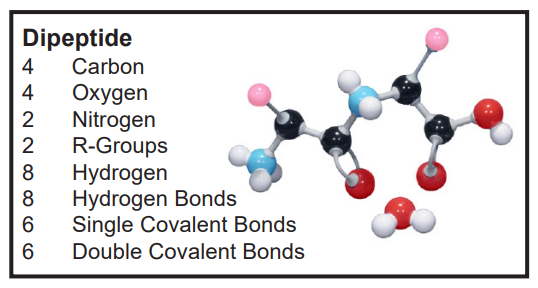 Dipeptide
4 Carbon
4 Oxygen
2 Nitrogen
2 R-Groups
8 Hydrogen
8 Hydrogen Bonds
6 Single Covalent Bonds
6 Double Covalent Bonds